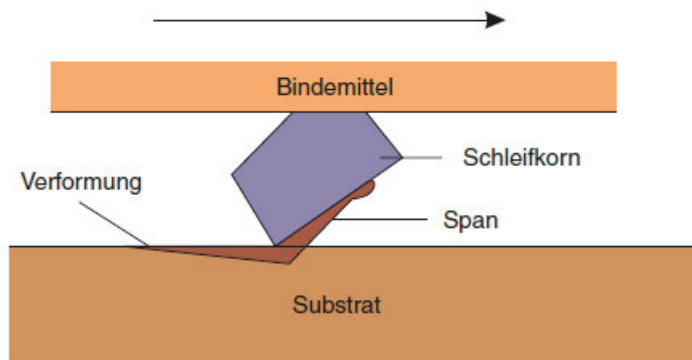 Bindemittel
Schleifkorn
Verformung
Span
Substrat